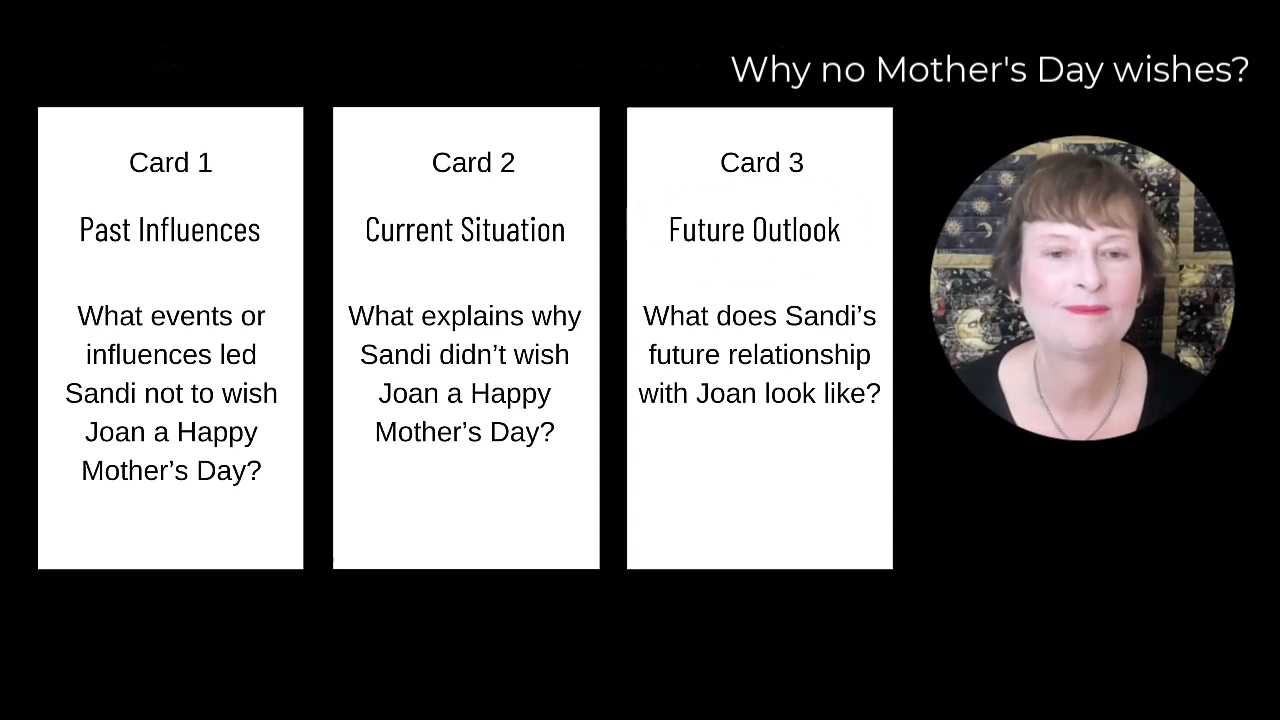 Why no Mother's Day wishes?
Card 1
Past Influences
What events or
influences led
Sandi not to wish
Joan a Happy
Mother’s Day?
Card 2
Current Situation
What explains why
Sandi didn’t wish
Joan a Happy
Mother’s Day?
Card 3
Future Outlook
What does Sandi’s
future relationship
with Joan look like?